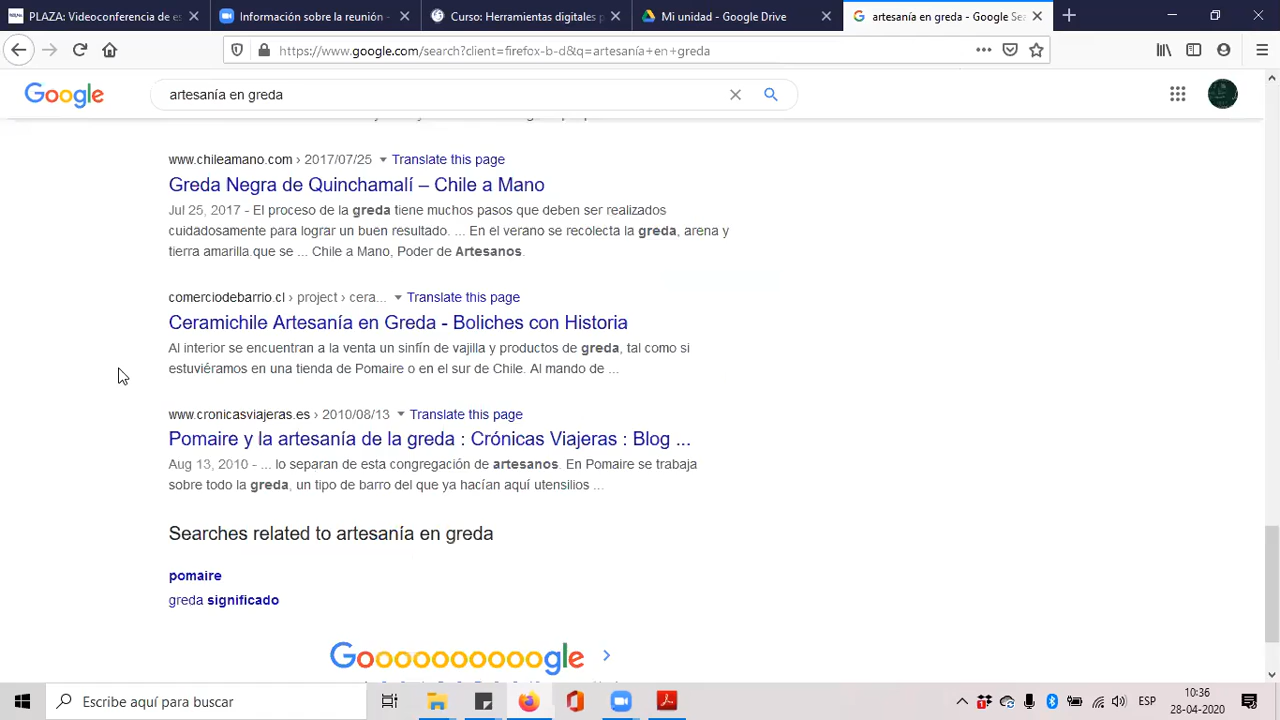 PLAZA: Videoconferencia de es
Información sobre la reunión -
Curso: Herramientas digitales p
Mi unidad - Google Drive
artesanía en greda - Google Sea
https://www.google.com/search?client=firefox-b-d&q=artesanía+en+greda
Google
artesanía en greda
www.chileamano.com › 2017/07/25 Translate this page
Greda Negra de Quinchamalí – Chile a Mano
Jul 25, 2017 - El proceso de la greda tiene muchos pasos que deben ser realizados
cuidadosamente para lograr un buen resultado. ... En el verano se recolecta la greda, arena y
tierra amarilla.que se ... Chile a Mano, Poder de Artesanos.
comerciodebarrio.cl › project › cera... Translate this page
Ceramichile Artesanía en Greda - Boliches con Historia
Al interior se encuentran a la venta un sinfín de vajilla y productos de greda, tal como si
estuviéramos en una tienda de Pomaire o en el sur de Chile. Al mando de ...
www.cronicasviajeras.es › 2010/08/13 Translate this page
Pomaire y la artesanía de la greda : Crónicas Viajeras : Blog ...
Aug 13, 2010 - ... lo separan de esta congregación de artesanos. En Pomaire se trabaja
sobre todo la greda, un tipo de barro del que ya hacían aquí utensilios ...
Searches related to artesanía en greda
pomaire
greda significado
Goooooooooogle
Escribe aquí para buscar
ESP
10:36
28-04-2020